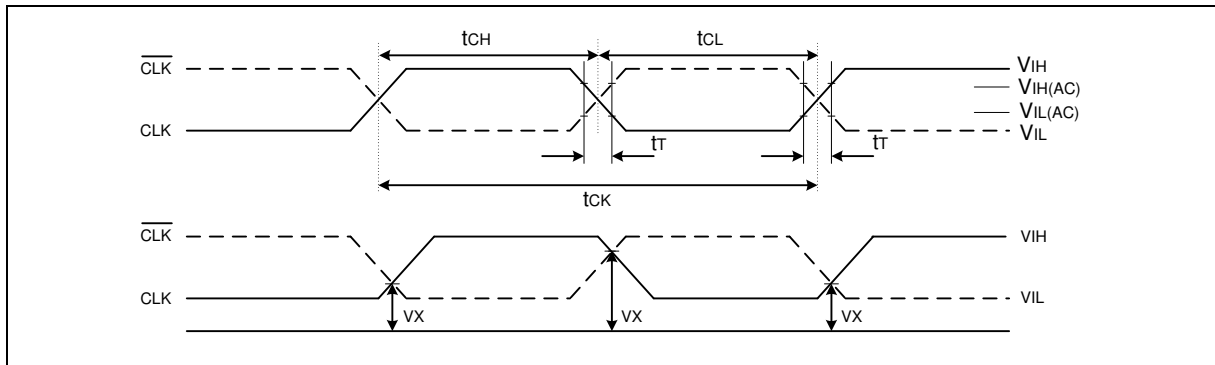 tCH tCL
CLK VIH
VIH(AC)
VIL(AC)
CLK VIL
tT tT
tCK
CLK VIH
CLK VIL
VX VX VX